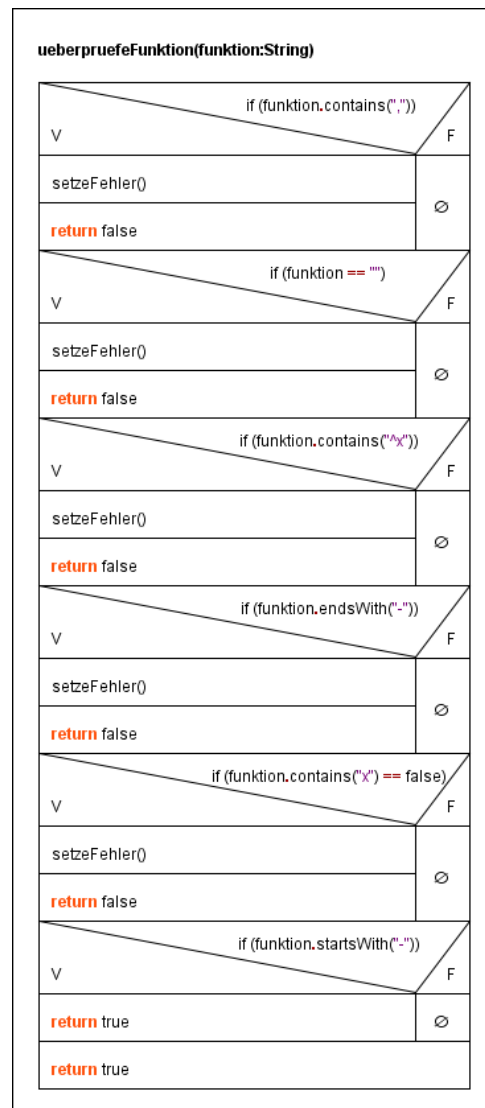 ueberpruefeFunktion(funktion:String)
if (funktion.contains(","))
V F
setzeFehler()
∅
return false
if (funktion == "")
V F
setzeFehler()
∅
return false
if (funktion.contains("^x"))
V F
setzeFehler()
∅
return false
if (funktion.endsWith("-"))
V F
setzeFehler()
∅
return false
if (funktion.contains("x") == false)
V F
setzeFehler()
∅
return false
if (funktion.startsWith("-"))
V F
return true ∅
return true